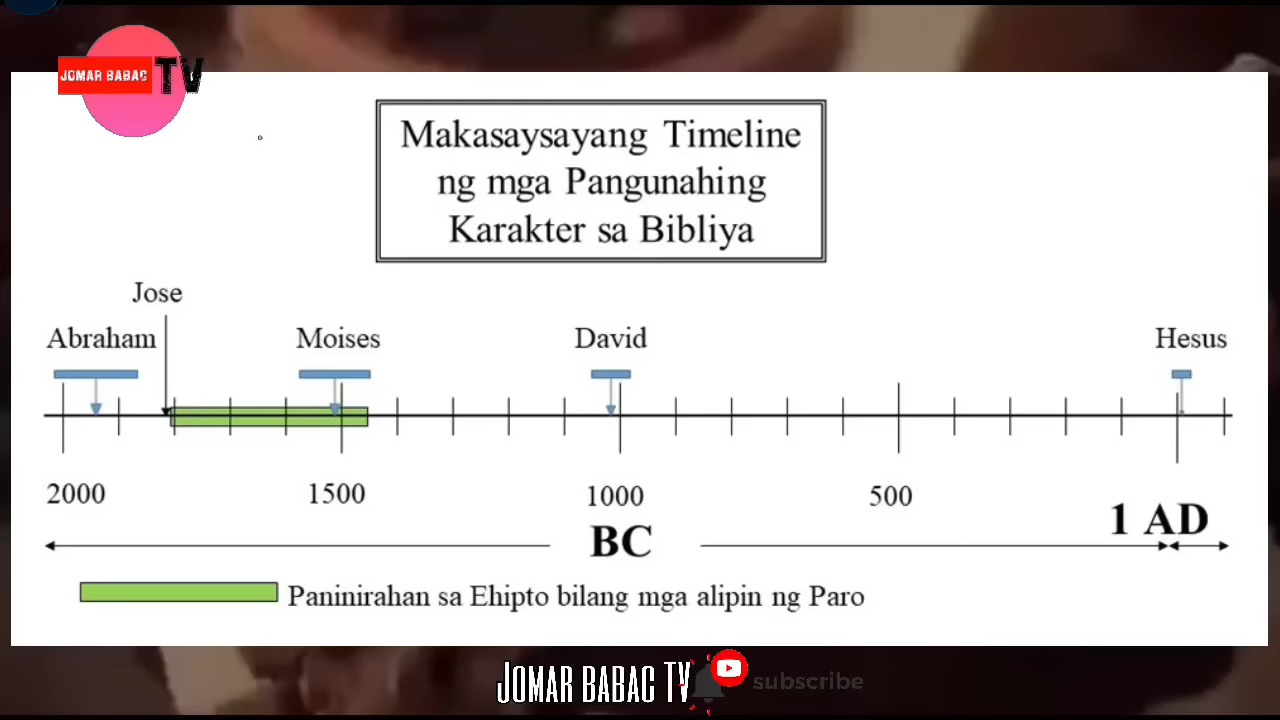 JOMAR BABAC TV
Makasaysayang Timeline
ng mga Pangunahing
Karakter sa Bibliya
Jose
Abraham
Moises
David
Hesus
2000
1500
1000
500
1 AD
BC
Paninirahan sa Ehipto bilang mga alipin ng Paro
JOMAR BABAC TV
subscribe